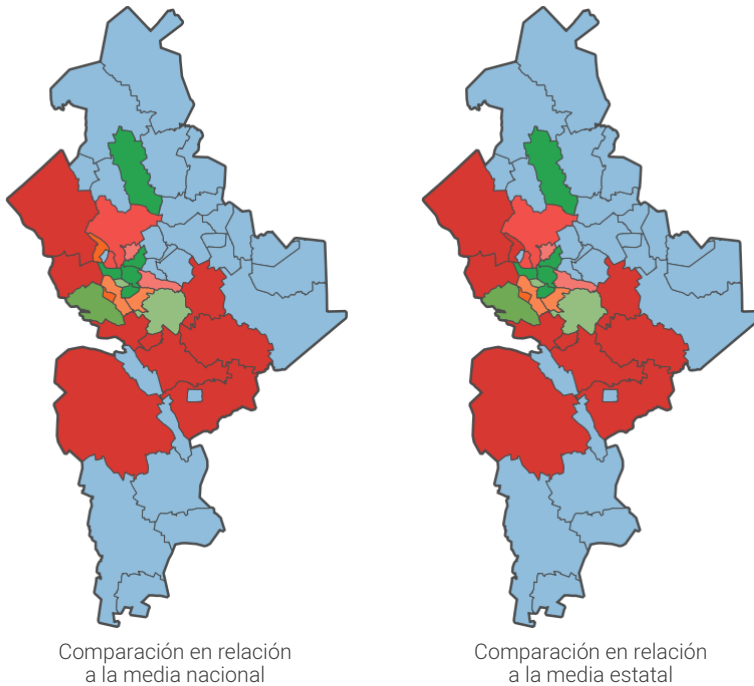 Comparación en relación
a la media nacional
Comparación en relación
a la media estatal